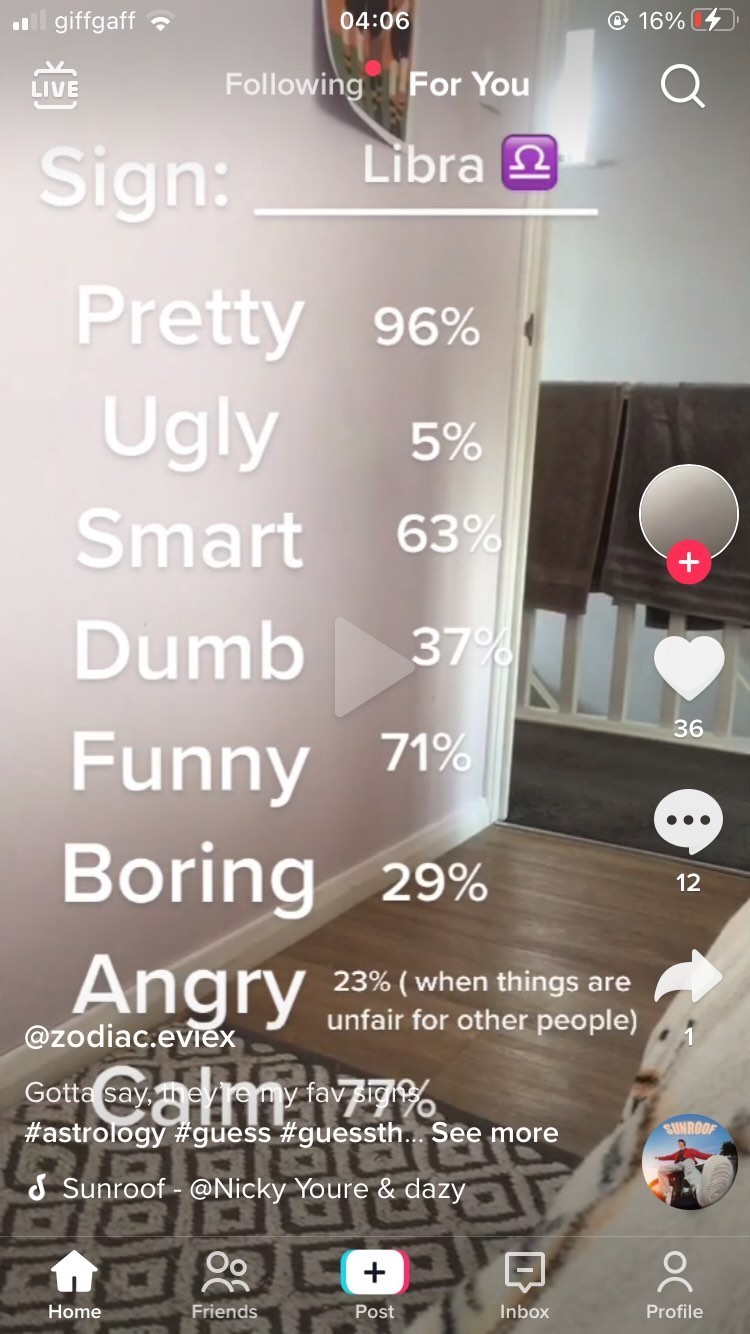 giffgaff 04:06 16%
LIVE Following For You
Sign: Libra ♎
Pretty 96%
Ugly 5%
Smart 63%
Dumb 37%
Funny 71%
Boring 29%
Angry 23% ( when things are
unfair for other people)
Calm 77%
36
12
1
@zodiac.eviex
Gotta say, they're my fav signs
#astrology #guess #guessth... See more
Sunroof - @Nicky Youre & dazy
SUNROOF
Home Friends Post Inbox Profile